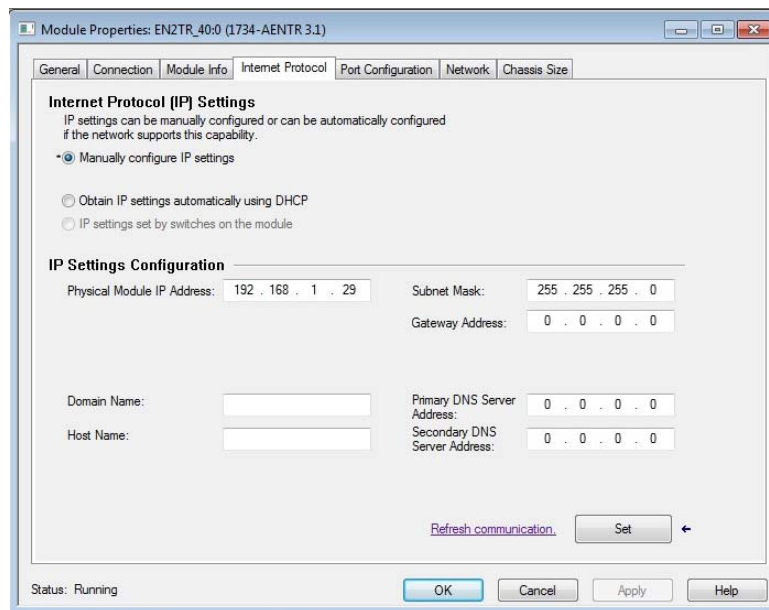 Module Properties: EN2TR_40:0 (1734-AENTR 3.1)
General Connection Module Info Internet Protocol Port Configuration Network Chassis Size
Internet Protocol (IP) Settings
IP settings can be manually configured or can be automatically configured
if the network supports this capability.
Manually configure IP settings
Obtain IP settings automatically using DHCP
IP settings set by switches on the module
IP Settings Configuration
Physical Module IP Address: 192 . 168 . 1 . 29 Subnet Mask: 255 . 255 . 255 . 0
Gateway Address: 0 . 0 . 0 . 0
Domain Name: Primary DNS Server
Address: 0 . 0 . 0 . 0
Host Name: Secondary DNS
Server Address: 0 . 0 . 0 . 0
Refresh communication. Set
Status: Running OK Cancel Apply Help